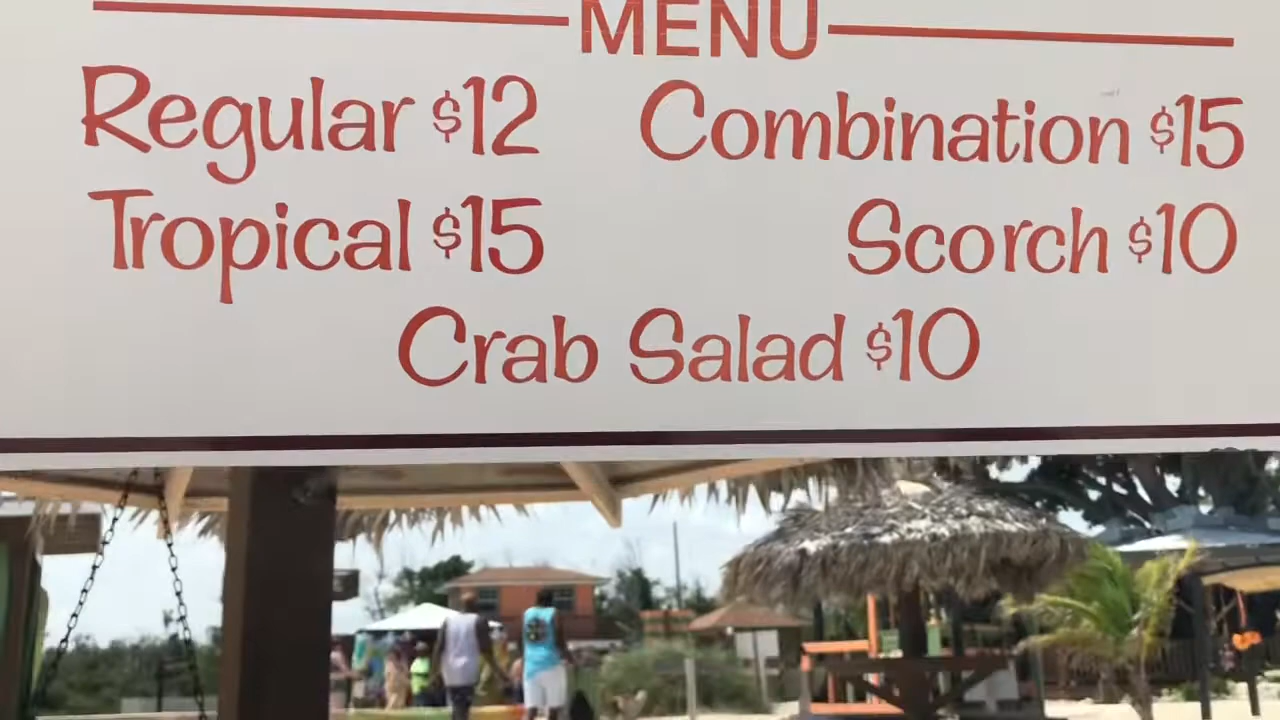 MENU
Regular $12 Combination $15
Tropical $15 Scorch $10
Crab Salad $10